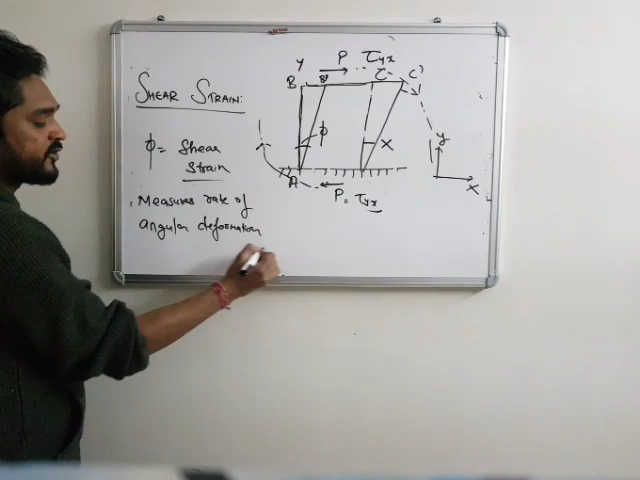 SHEAR STRAIN:
ϕ = Shear
Strain
Measures rate of
angular deformation
Y P τyx
B B' C C'
ϕ X
A
P = τyx
y
X